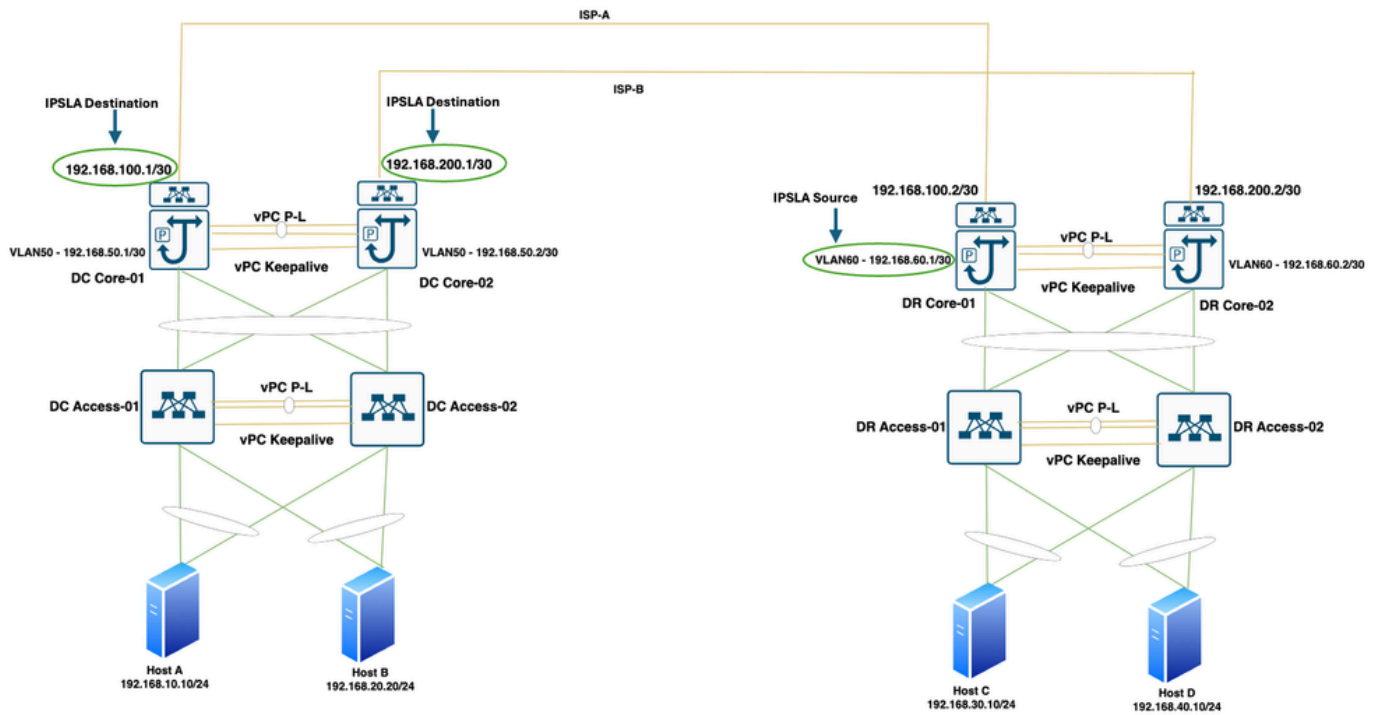 ISP-A
ISP-B
IPSLA Destination
IPSLA Destination
192.168.100.1/30
192.168.200.1/30
IPSLA Source
192.168.100.2/30
192.168.200.2/30
vPC P-L
P
P
VLAN50 - 192.168.50.1/30
VLAN50 - 192.168.50.2/30
vPC Keepalive
DC Core-01
DC Core-02
vPC P-L
P
P
VLAN60 - 192.168.60.1/30
VLAN60 - 192.168.60.2/30
vPC Keepalive
DR Core-01
DR Core-02
vPC P-L
DC Access-01
DC Access-02
vPC Keepalive
vPC P-L
DR Access-01
DR Access-02
vPC Keepalive
Host A
192.168.10.10/24
Host B
192.168.20.20/24
Host C
192.168.30.10/24
Host D
192.168.40.10/24